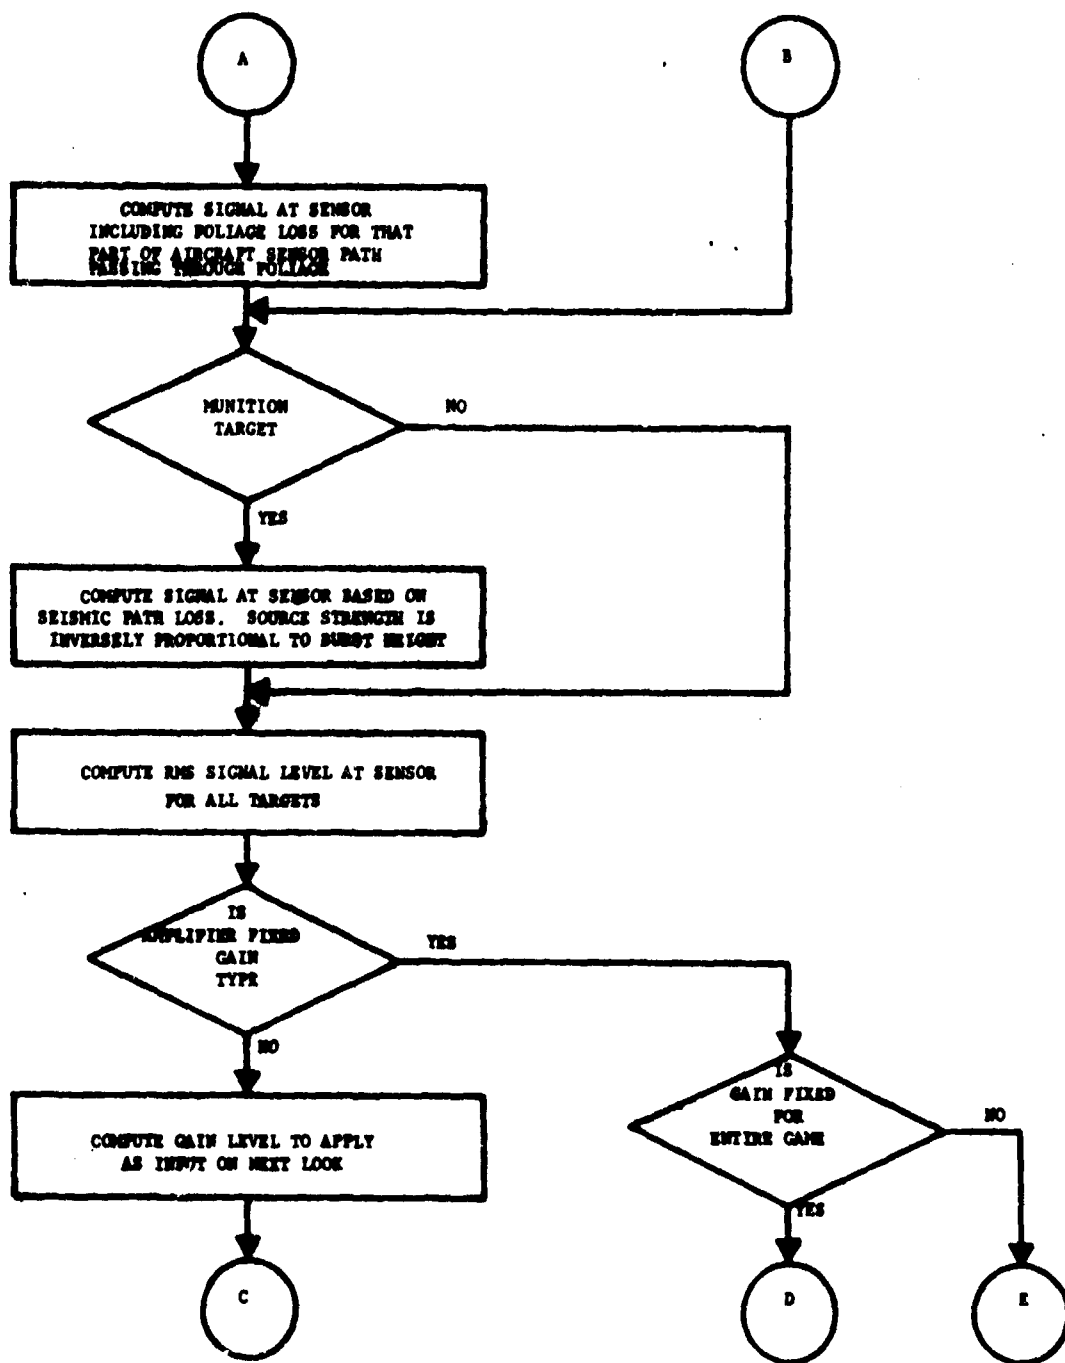 A
B
COMPUTE SIGNAL AT SENSOR
INCLUDING FOLIAGE LOSS FOR THAT
PART OF AIRCRAFT SENSOR PATH
PASSING THROUGH FOLIAGE
MUNITION
TARGET
NO
YES
COMPUTE SIGNAL AT SENSOR BASED ON
SEISMIC PATH LOSS. SOURCE STRENGTH IS
INVERSELY PROPORTIONAL TO BURST HEIGHT
COMPUTE RMS SIGNAL LEVEL AT SENSOR
FOR ALL TARGETS
IS
AMPLIFIER FIXED
GAIN
TYPE
YES
NO
IS
GAIN FIXED
FOR
ENTIRE GAME
NO
YES
COMPUTE GAIN LEVEL TO APPLY
AS INPUT ON NEXT LOOK
C
D
E